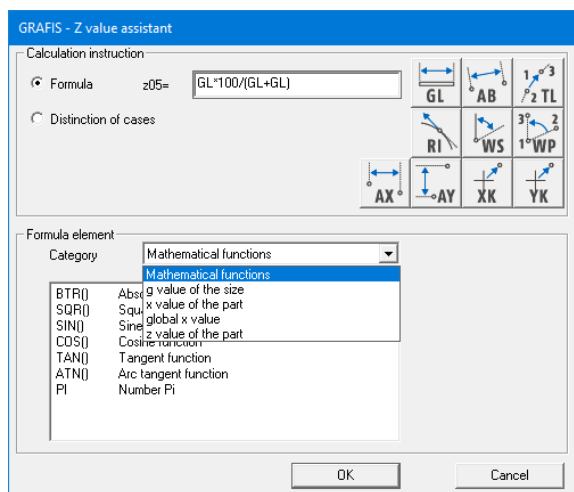 GRAFIS - Z value assistant
Calculation instruction
Formula z05= GL*100/(GL+GL)
Distinction of cases
GL AB 1 3 2 TL
RI WS 3 2 1 WP
AX AY XK YK
Formula element
Category Mathematical functions
Mathematical functions
g value of the size
x value of the part
global x value
z value of the part
BTR()
SQR()
SIN() Sine
COS() Cosine function
TAN() Tangent function
ATN() Arc tangent function
PI Number Pi
OK Cancel